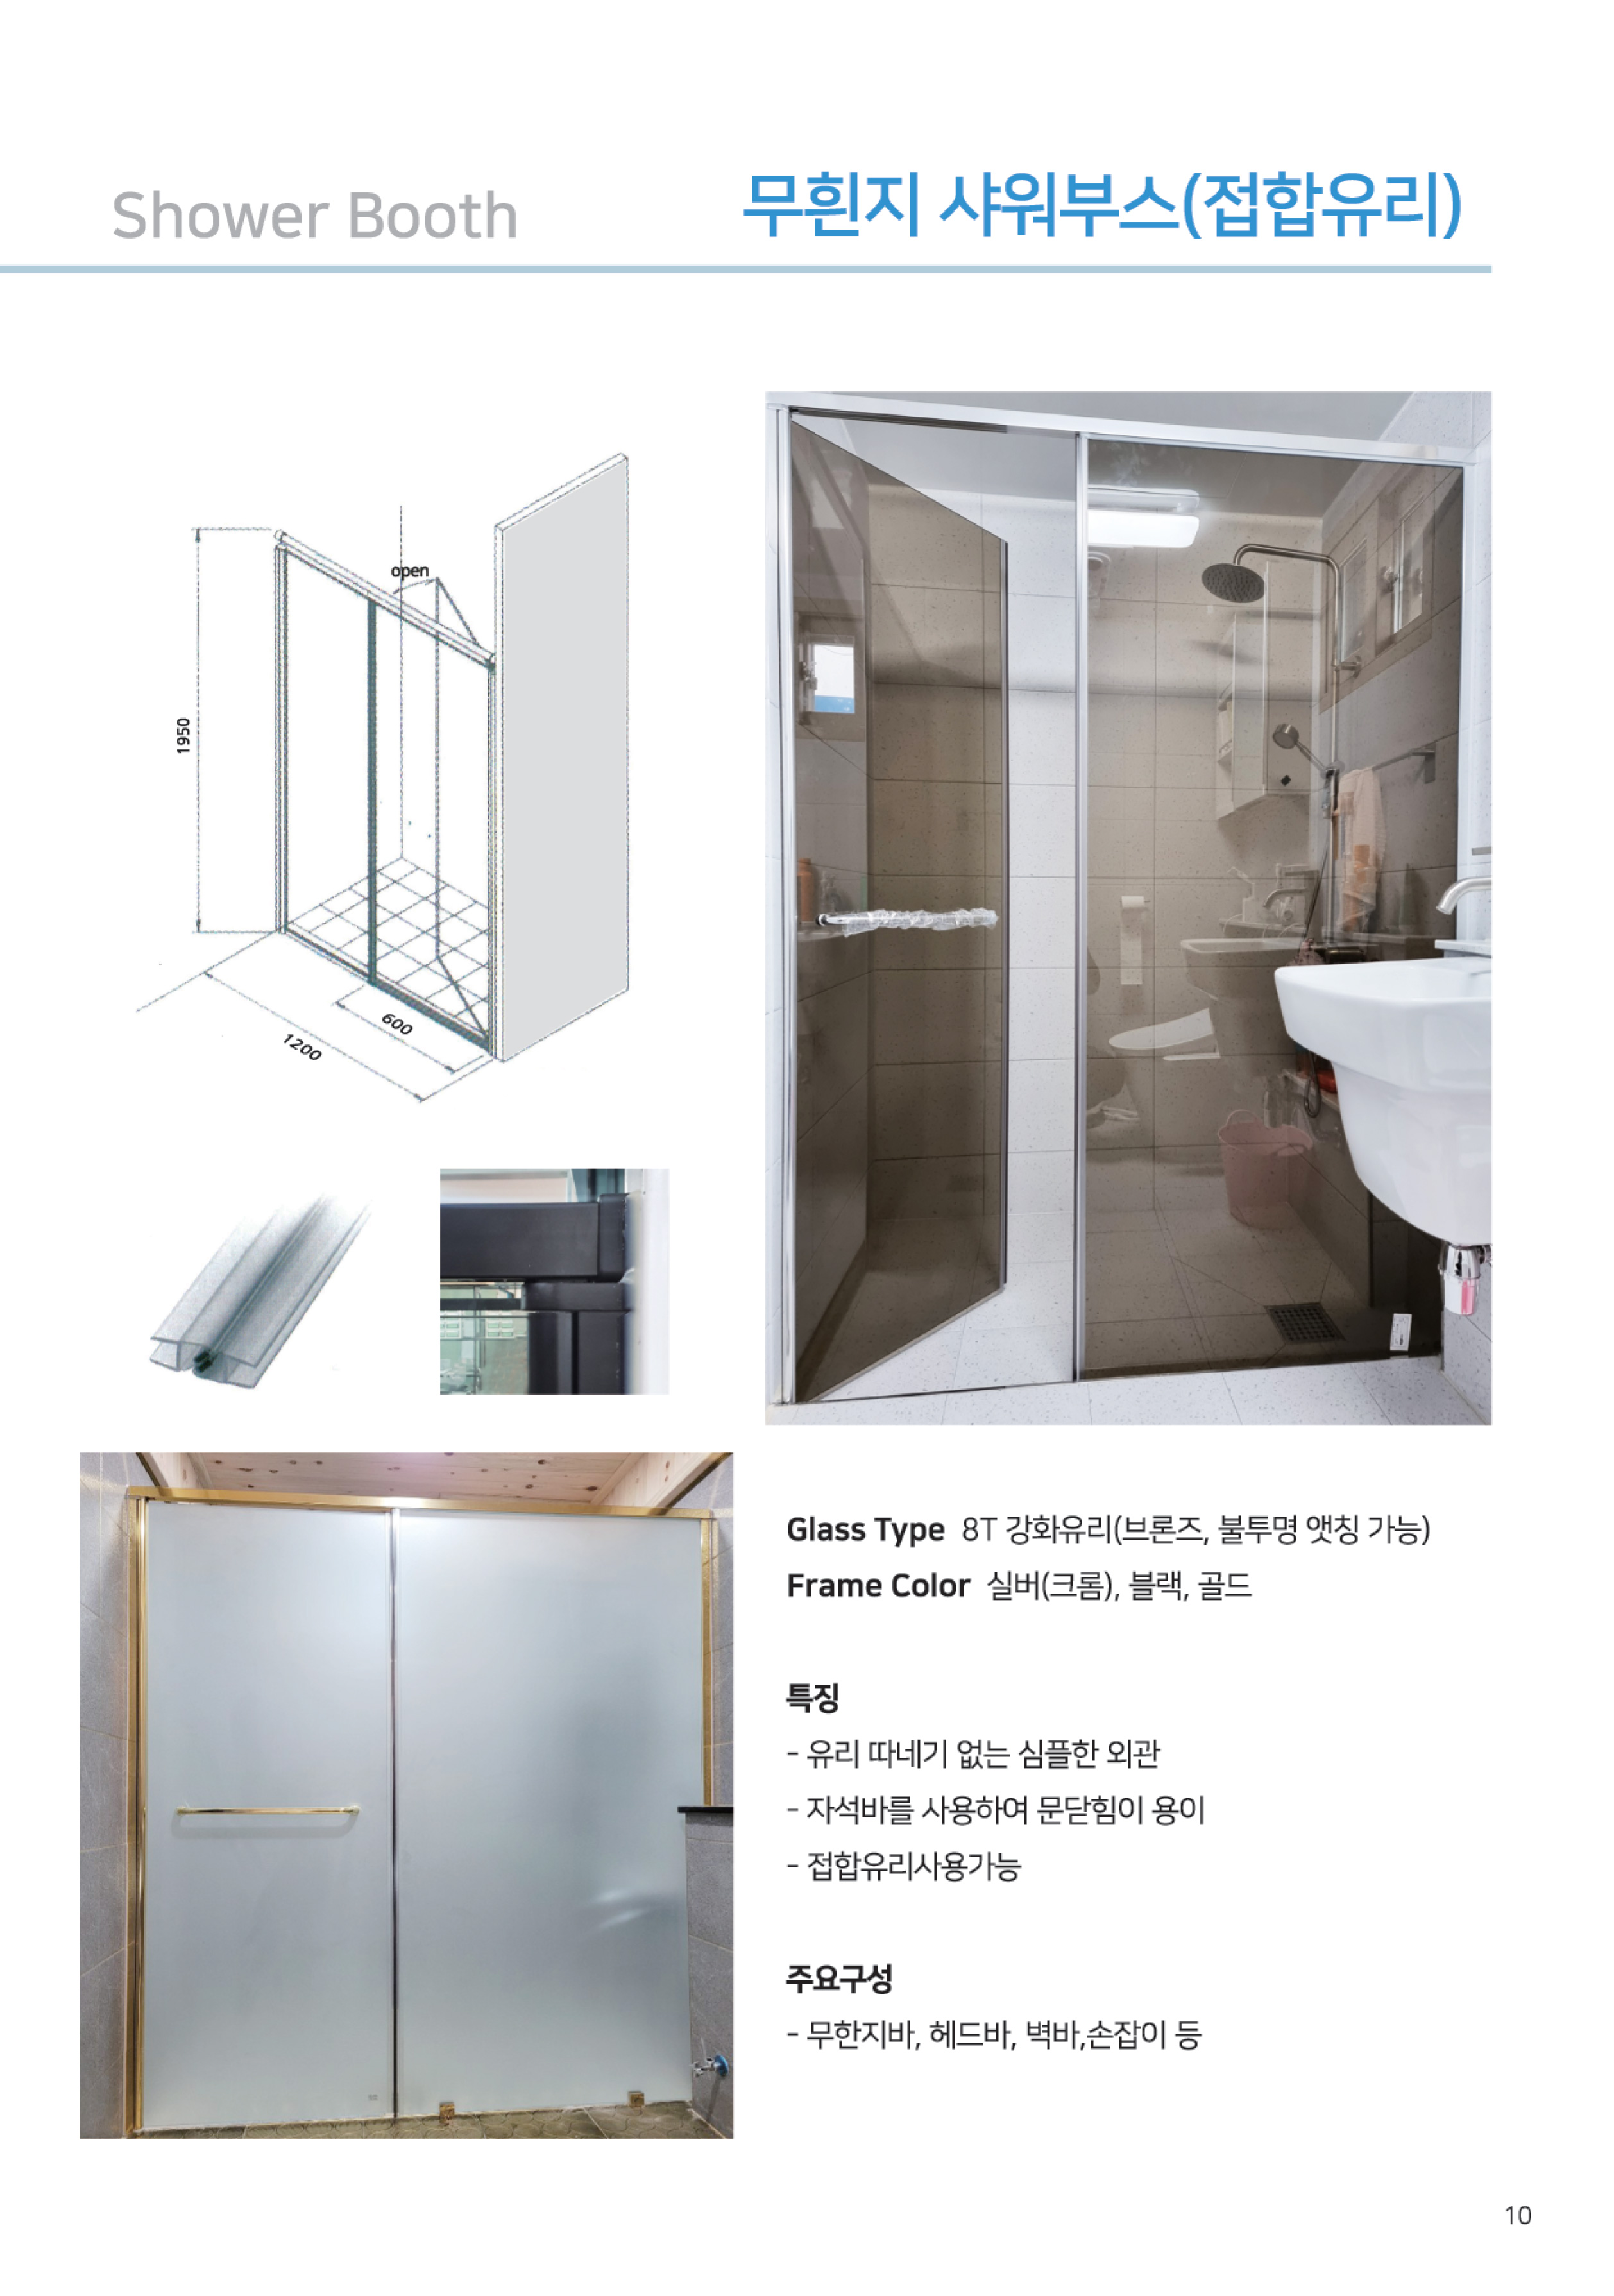 Shower Booth
무힌지 샤워부스(접합유리)
open
1950
600
1200
Glass Type 8T 강화유리(브론즈, 불투명 앳칭 가능)
Frame Color 실버(크롬), 블랙, 골드
특징
- 유리 따네기 없는 심플한 외관
- 자석바를 사용하여 문닫힘이 용이
- 접합유리사용가능
주요구성
- 무한지바, 헤드바, 벽바,손잡이 등
10